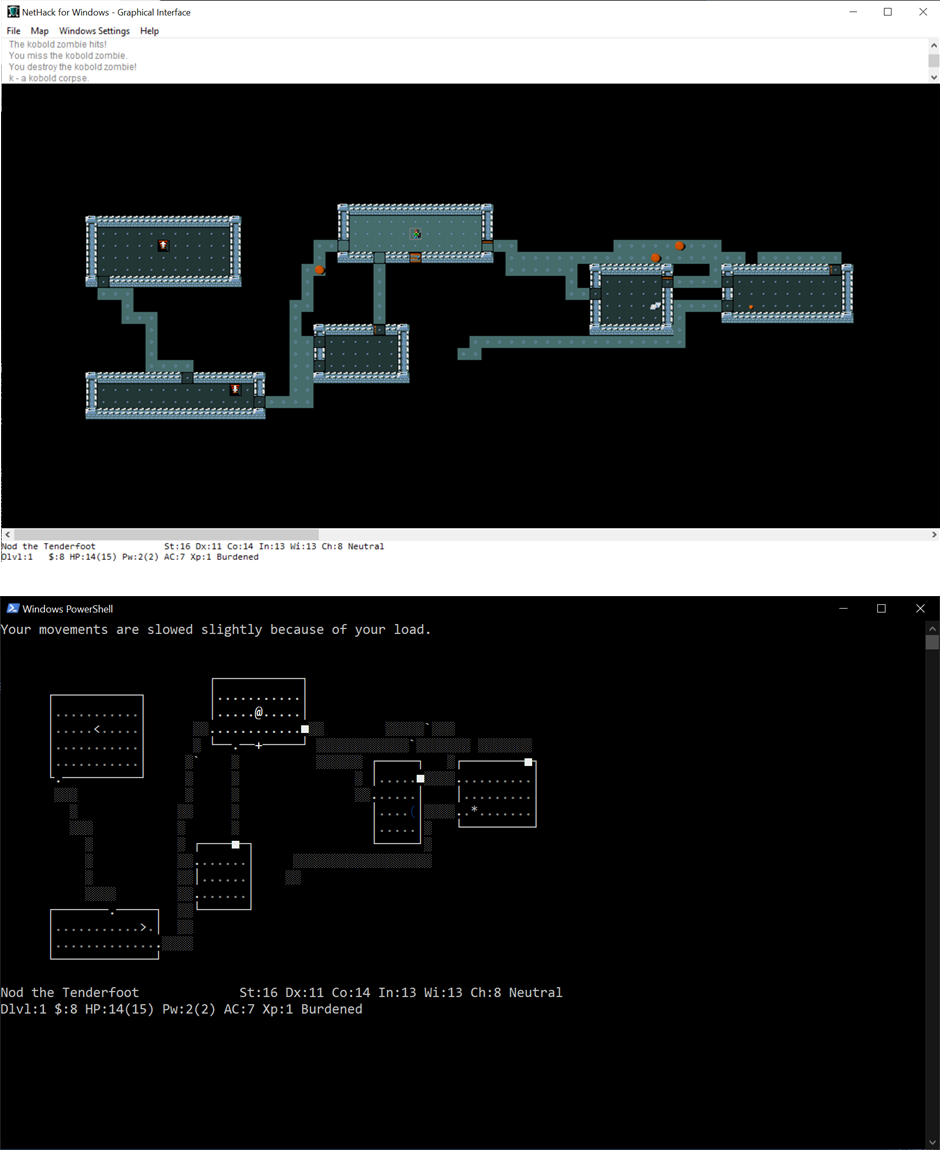 NetHack for Windows - Graphical Interface
File Map Windows Settings Help
The kobold zombie hits!
You miss the kobold zombie.
You destroy the kobold zombie!
k - a kobold corpse.
Nod the Tenderfoot St:16 Dx:11 Co:14 In:13 Wi:13 Ch:8 Neutral
Dlvl:1 $:8 HP:14(15) Pw:2(2) AC:7 Xp:1 Burdened
Windows PowerShell
Your movements are slowed slightly because of your load.
Nod the Tenderfoot St:16 Dx:11 Co:14 In:13 Wi:13 Ch:8 Neutral
Dlvl:1 $:8 HP:14(15) Pw:2(2) AC:7 Xp:1 Burdened